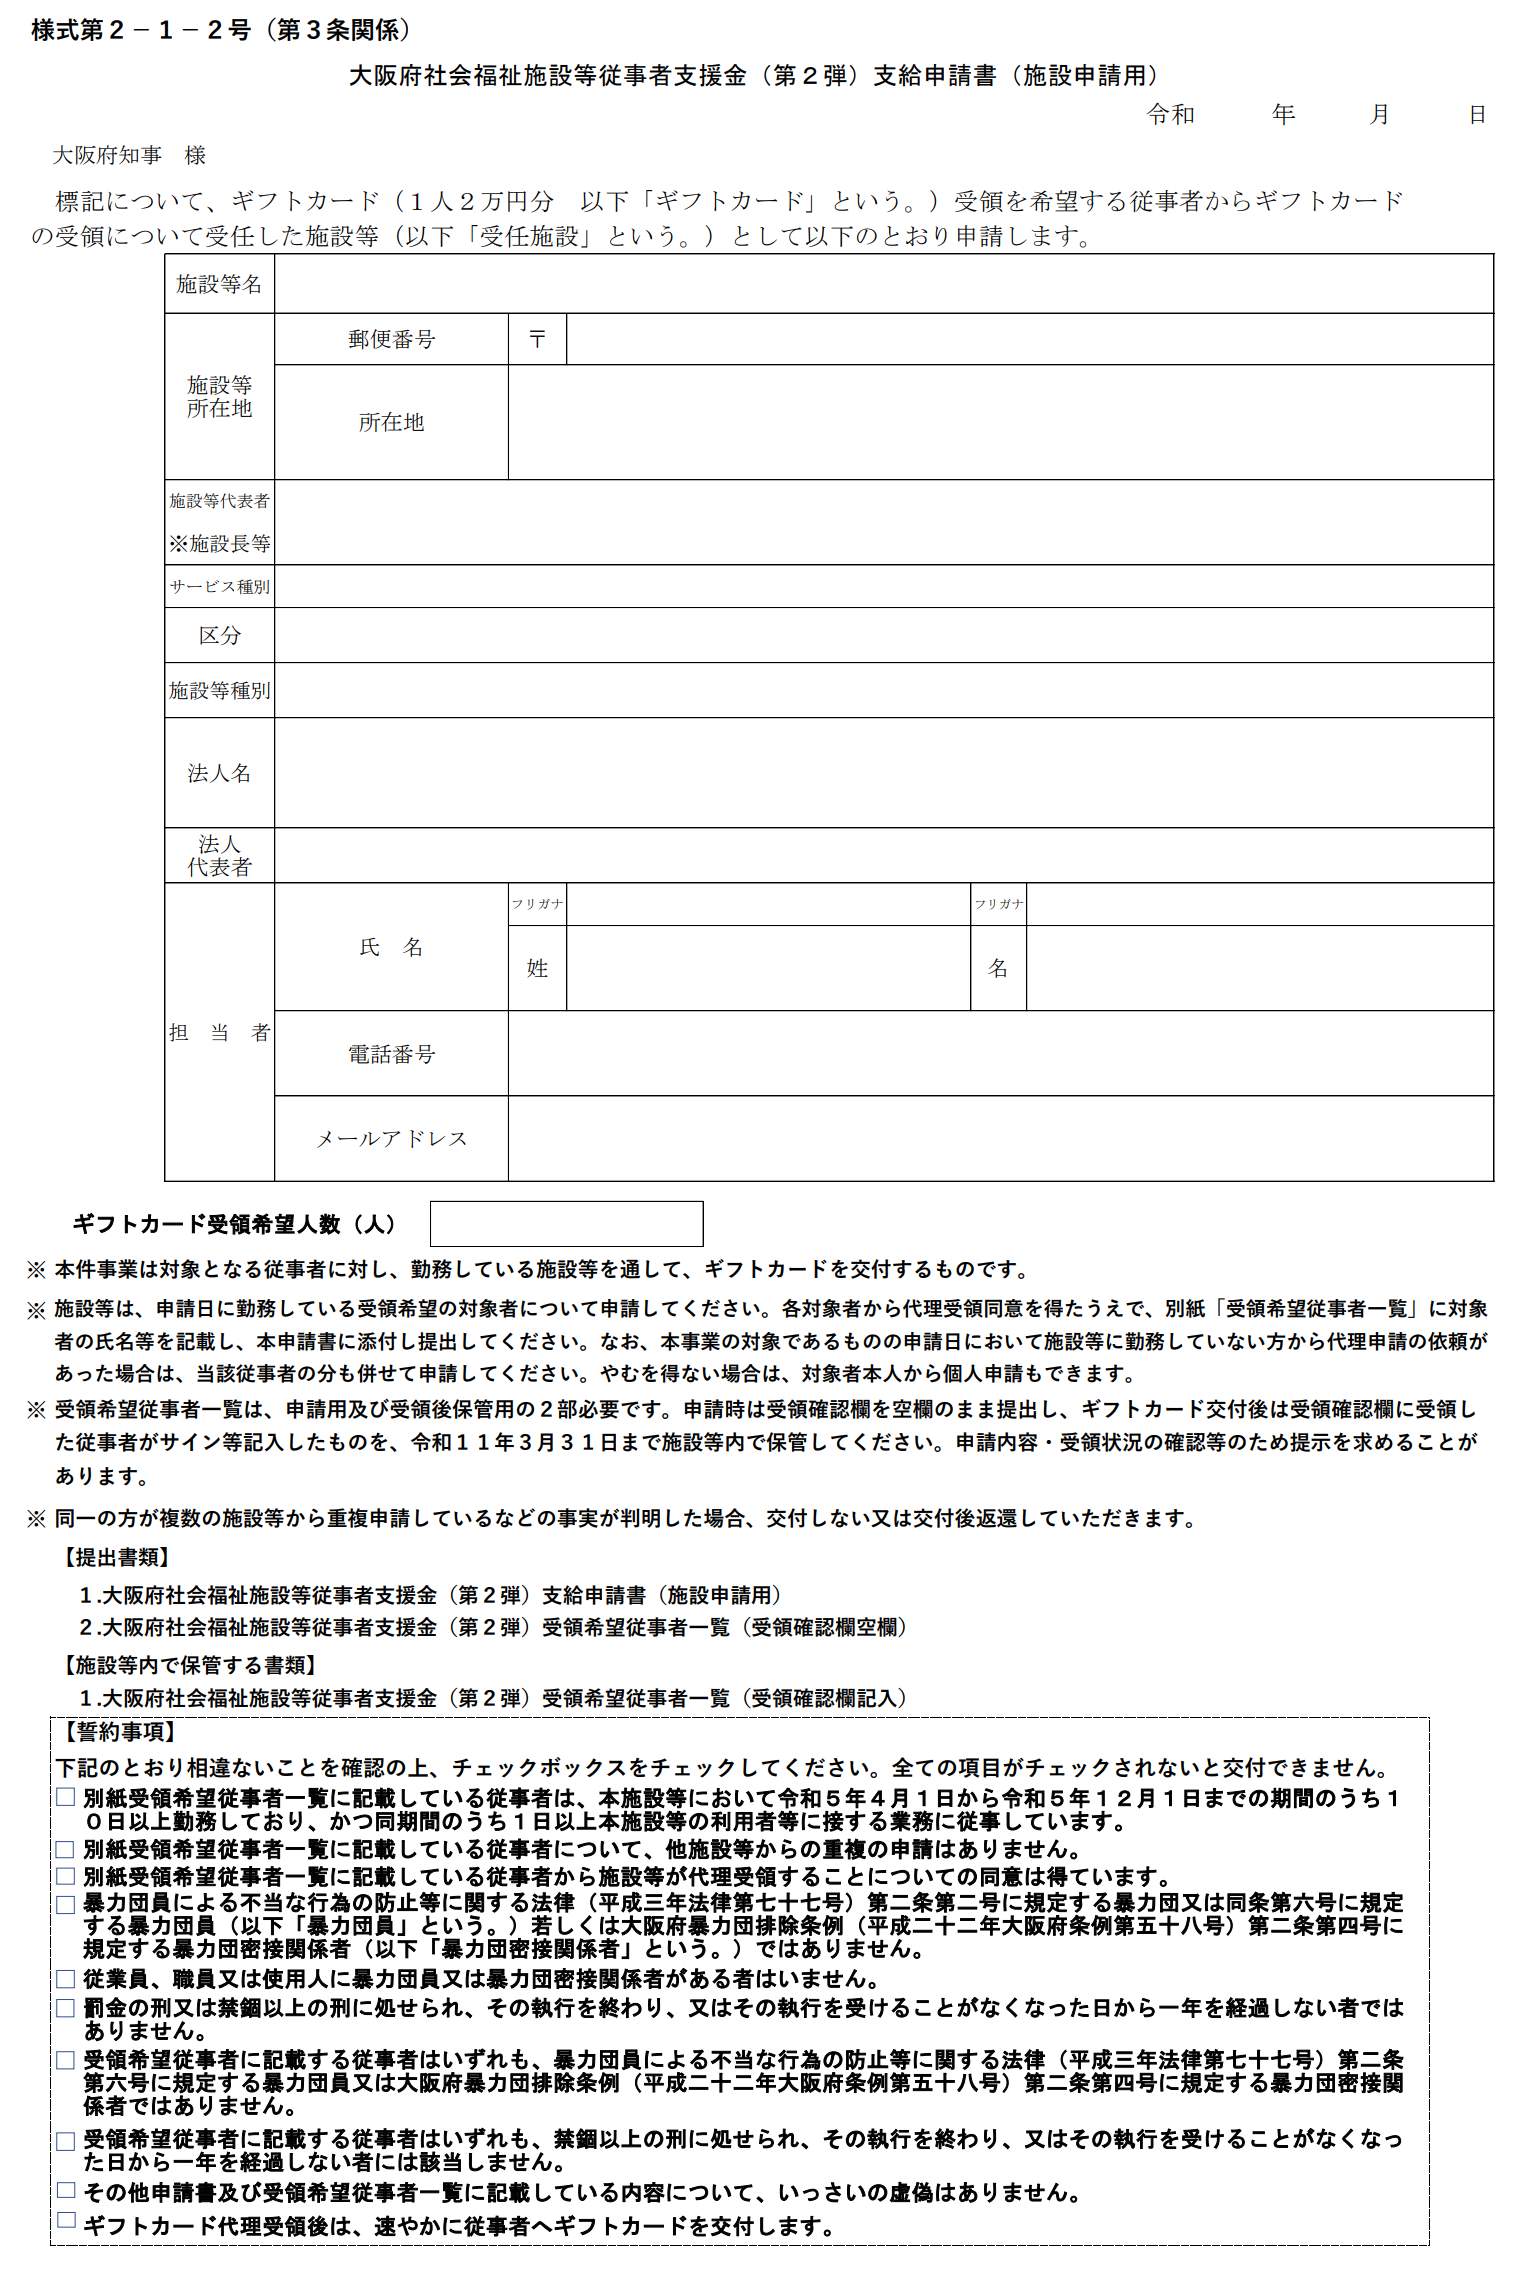 様式第２－１－２号（第３条関係）
大阪府社会福祉施設等従事者支援金（第２弾）支給申請書（施設申請用）
令和　　　年　　　月　　　日
大阪府知事　様
標記について、ギフトカード（１人２万円分　以下「ギフトカード」という。）受領を希望する従事者からギフトカード
の受領について受任した施設等（以下「受任施設」という。）として以下のとおり申請します。
施設等名
施設等
所在地
郵便番号
〒
所在地
施設等代表者
※施設長等
サービス種別
区分
施設等種別
法人名
法人
代表者
担　当　者
氏　名
フリガナ
フリガナ
姓
名
電話番号
メールアドレス
ギフトカード受領希望人数（人）
※ 本件事業は対象となる従事者に対し、勤務している施設等を通して、ギフトカードを交付するものです。
※ 施設等は、申請日に勤務している受領希望の対象者について申請してください。各対象者から代理受領同意を得たうえで、別紙「受領希望従事者一覧」に対象
者の氏名等を記載し、本申請書に添付し提出してください。なお、本事業の対象であるものの申請日において施設等に勤務していない方から代理申請の依頼が
あった場合は、当該従事者の分も併せて申請してください。やむを得ない場合は、対象者本人から個人申請もできます。
※ 受領希望従事者一覧は、申請用及び受領後保管用の２部必要です。申請時は受領確認欄を空欄のまま提出し、ギフトカード交付後は受領確認欄に受領し
た従事者がサイン等記入したものを、令和１１年３月３１日まで施設等内で保管してください。申請内容・受領状況の確認等のため提示を求めることが
あります。
※ 同一の方が複数の施設等から重複申請しているなどの事実が判明した場合、交付しない又は交付後返還していただきます。
【提出書類】
１.大阪府社会福祉施設等従事者支援金（第２弾）支給申請書（施設申請用）
２.大阪府社会福祉施設等従事者支援金（第２弾）受領希望従事者一覧（受領確認欄空欄）
【施設等内で保管する書類】
１.大阪府社会福祉施設等従事者支援金（第２弾）受領希望従事者一覧（受領確認欄記入）
【誓約事項】
下記のとおり相違ないことを確認の上、チェックボックスをチェックしてください。全ての項目がチェックされないと交付できません。
□ 別紙受領希望従事者一覧に記載している従事者は、本施設等において令和５年４月１日から令和５年１２月１日までの期間のうち１
０日以上勤務しており、かつ同期間のうち１日以上本施設等の利用者等に接する業務に従事しています。
□ 別紙受領希望従事者一覧に記載している従事者について、他施設等からの重複の申請はありません。
□ 別紙受領希望従事者一覧に記載している従事者から施設等が代理受領することについての同意は得ています。
□ 暴力団員による不当な行為の防止等に関する法律（平成三年法律第七十七号）第二条第二号に規定する暴力団又は同条第六号に規定
する暴力団員（以下「暴力団員」という。）若しくは大阪府暴力団排除条例（平成二十二年大阪府条例第五十八号）第二条第四号に
規定する暴力団密接関係者（以下「暴力団密接関係者」という。）ではありません。
□ 従業員、職員又は使用人に暴力団員又は暴力団密接関係者がある者はいません。
□ 罰金の刑又は禁錮以上の刑に処せられ、その執行を終わり、又はその執行を受けることがなくなった日から一年を経過しない者では
ありません。
□ 受領希望従事者に記載する従事者はいずれも、暴力団員による不当な行為の防止等に関する法律（平成三年法律第七十七号）第二条
第六号に規定する暴力団員又は大阪府暴力団排除条例（平成二十二年大阪府条例第五十八号）第二条第四号に規定する暴力団密接関
係者ではありません。
□ 受領希望従事者に記載する従事者はいずれも、禁錮以上の刑に処せられ、その執行を終わり、又はその執行を受けることがなくなっ
た日から一年を経過しない者には該当しません。
□ その他申請書及び受領希望従事者一覧に記載している内容について、いっさいの虚偽はありません。
□ ギフトカード代理受領後は、速やかに従事者へギフトカードを交付します。